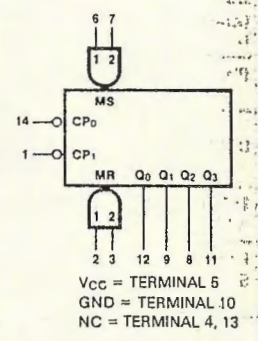 6 7
1 2
MS
14 CP0
1 CP1
MR Q0 Q1 Q2 Q3
1 2
2 3 12 9 8 11
VCC = TERMINAL 5
GND = TERMINAL 10
NC = TERMINAL 4, 13